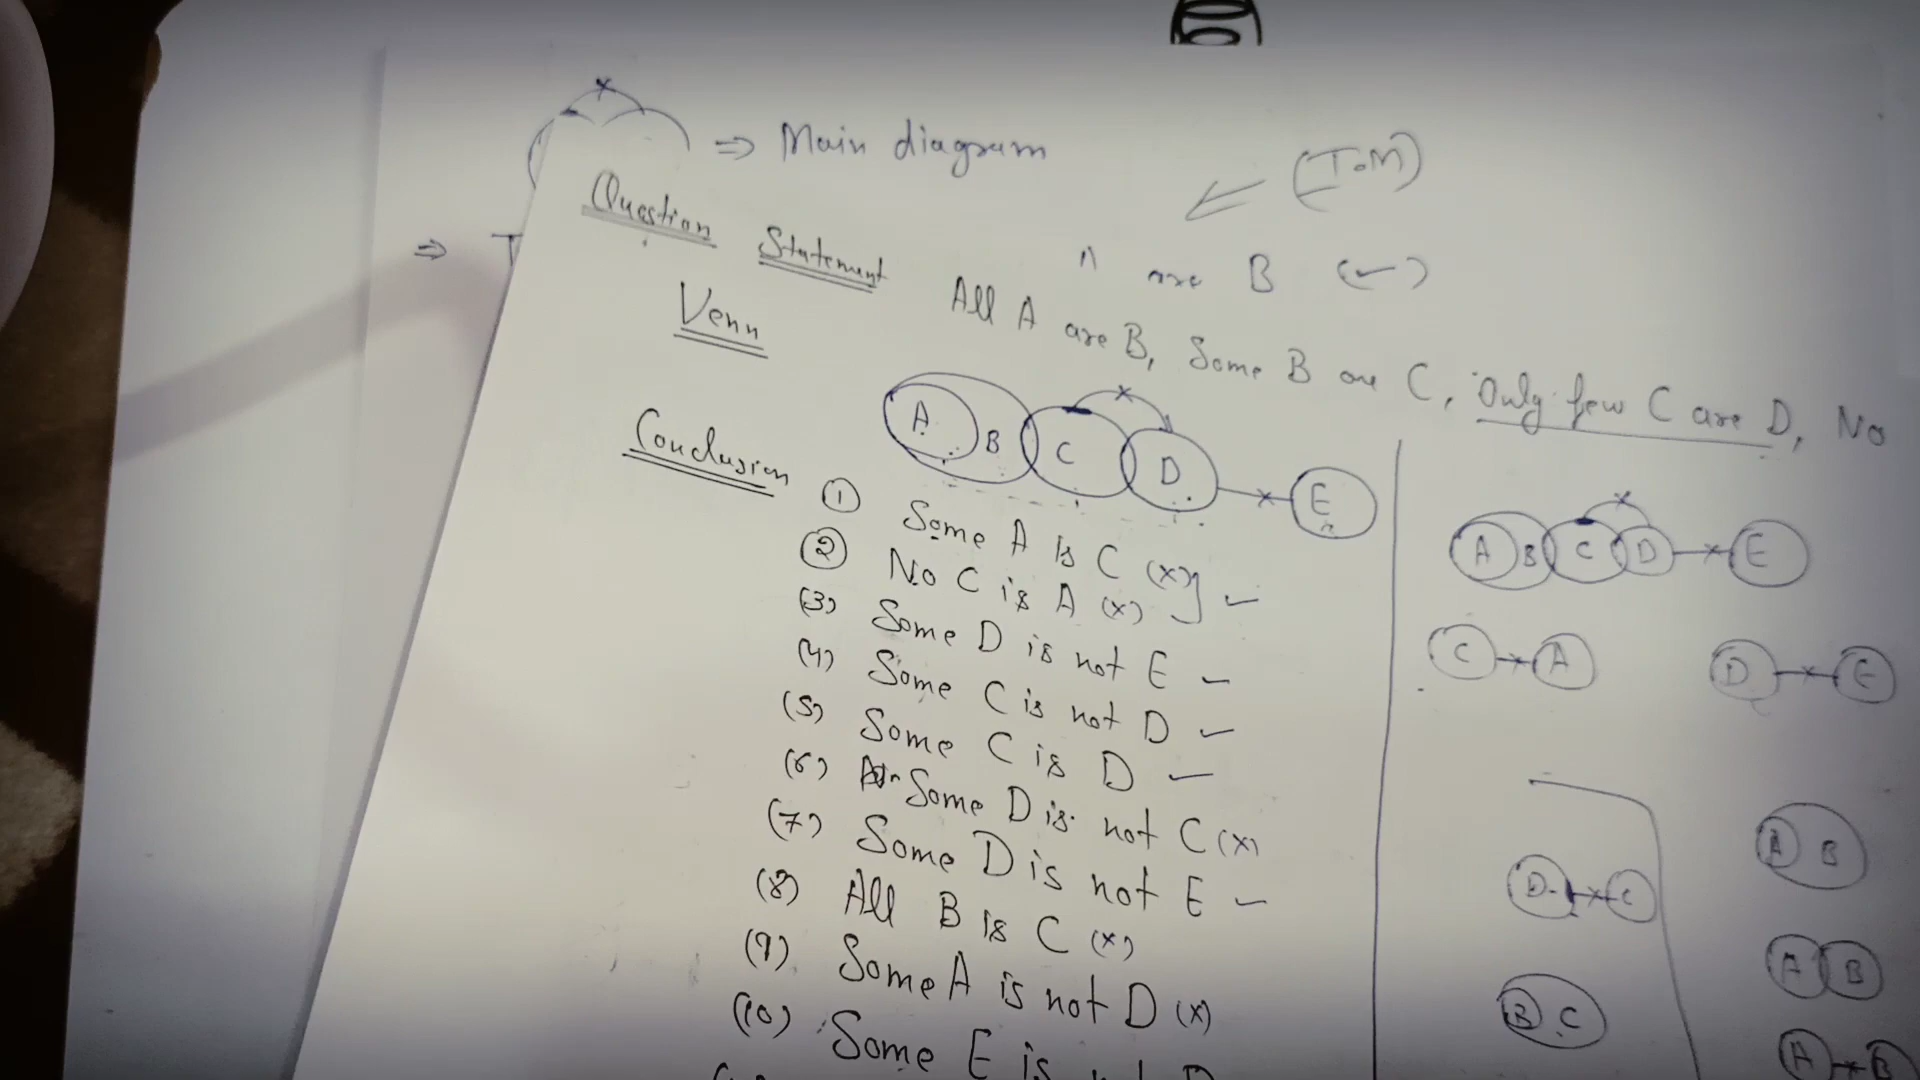 ⇒ Main diagram
(ToM)
⇒ T
are B (✓)
Question Statement All A are B, Some B are C, Only few C are D, No
Venn
A B C × D × E
Conclusion
① Some A is C (×)
② No C is A (×) ] ✓
(3) Some D is not E ✓
(4) Some C is not D ✓
(5) Some C is D ✓
(6) Some D is not C (×)
(7) Some D is not E ✓
(8) All B is C (×)
(9) Some A is not D (×)
(10) Some E is
A B C D × E ×
C × A
D × E
A B
D × C
A B
B C
A × B